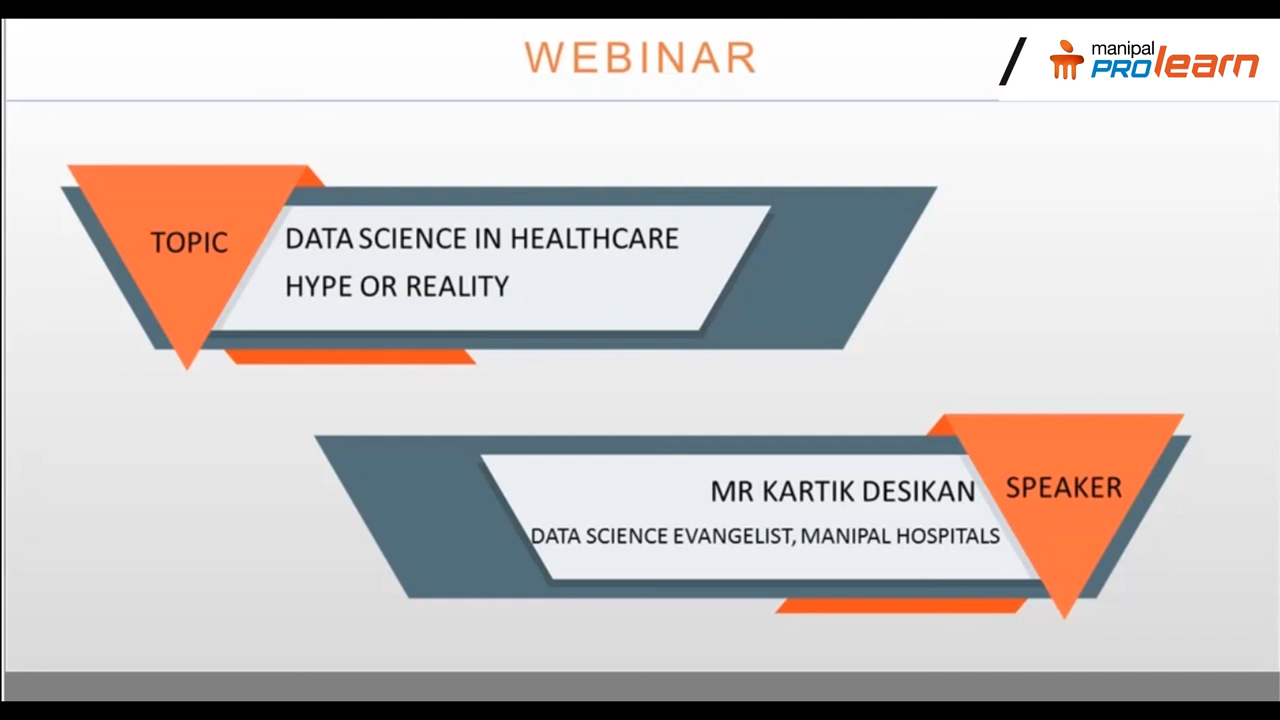 WEBINAR
manipal
PROlearn
TOPIC
DATA SCIENCE IN HEALTHCARE
HYPE OR REALITY
MR KARTIK DESIKAN
DATA SCIENCE EVANGELIST, MANIPAL HOSPITALS
SPEAKER